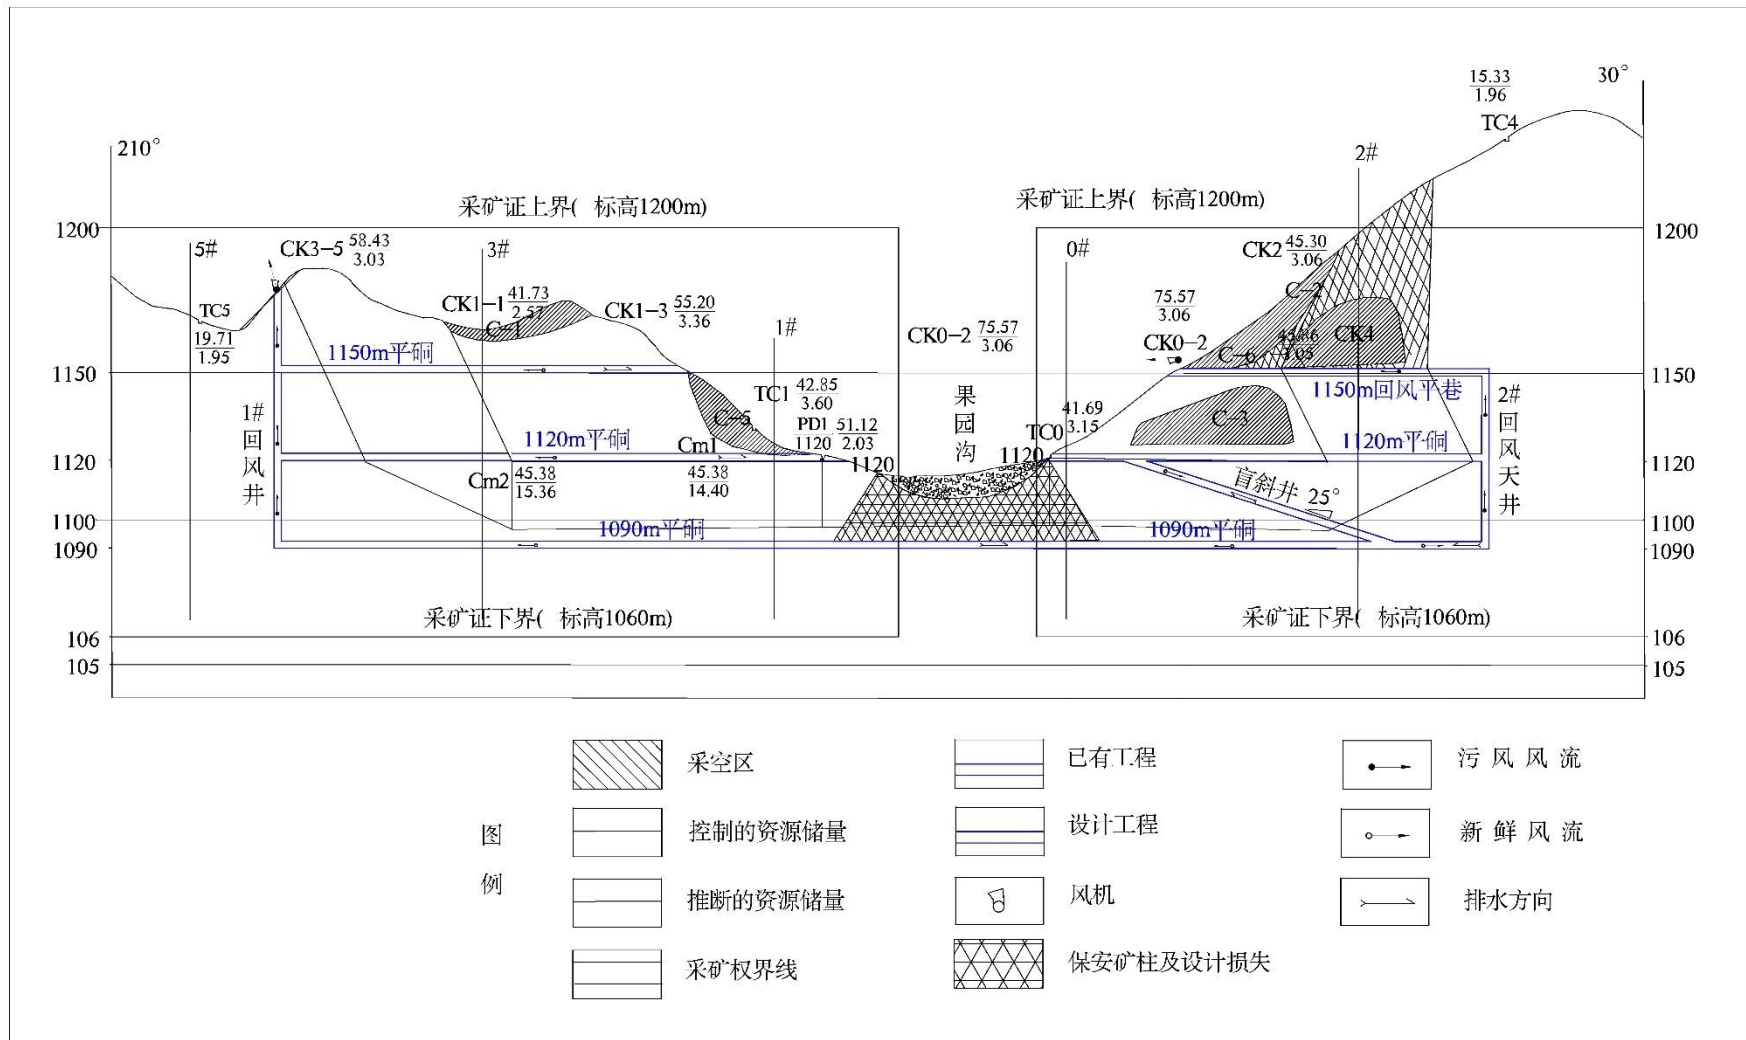 15.33
1.96
TC4
30°
210°
2#
采矿证上界( 标高1200m)
采矿证上界( 标高1200m)
1200
1200
5#
CK3-5 58.43
3.03
3#
0#
CK2 45.30
3.06
CK1-1 41.73
2.57
C-1
CK1-3 55.20
3.36
C-2
75.57
3.06
TC5
19.71
1.95
1#
CK0-2 75.57
3.06
CK0-2
C-6
45.86
3.05
CK4
1150m平硐
1150
1150
1150m回风平巷
TC1 42.85
3.60
果园沟
C-5
C-3
41.69
3.15
TC0
2#回风天井
1#回风井
1120m平硐
Cm1
PD1
1120
51.12
2.03
1120m平硐
1120
1120
1120
1120
Cm2 45.38
15.36
45.38
14.40
盲斜井 25°
1100
1100
1090m平硐
1090m平硐
1090
1090
采矿证下界( 标高1060m)
采矿证下界( 标高1060m)
106
106
105
105
图例
采空区
已有工程
污风风流
控制的资源储量
设计工程
新鲜风流
推断的资源储量
风机
排水方向
采矿权界线
保安矿柱及设计损失